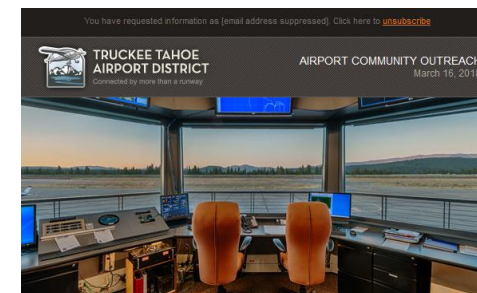 You have requested information as [email address suppressed]. Click here to unsubscribe
TRUCKEE TAHOE
AIRPORT DISTRICT
Connected by more than a runway
AIRPORT COMMUNITY OUTREACH
March 16, 2018